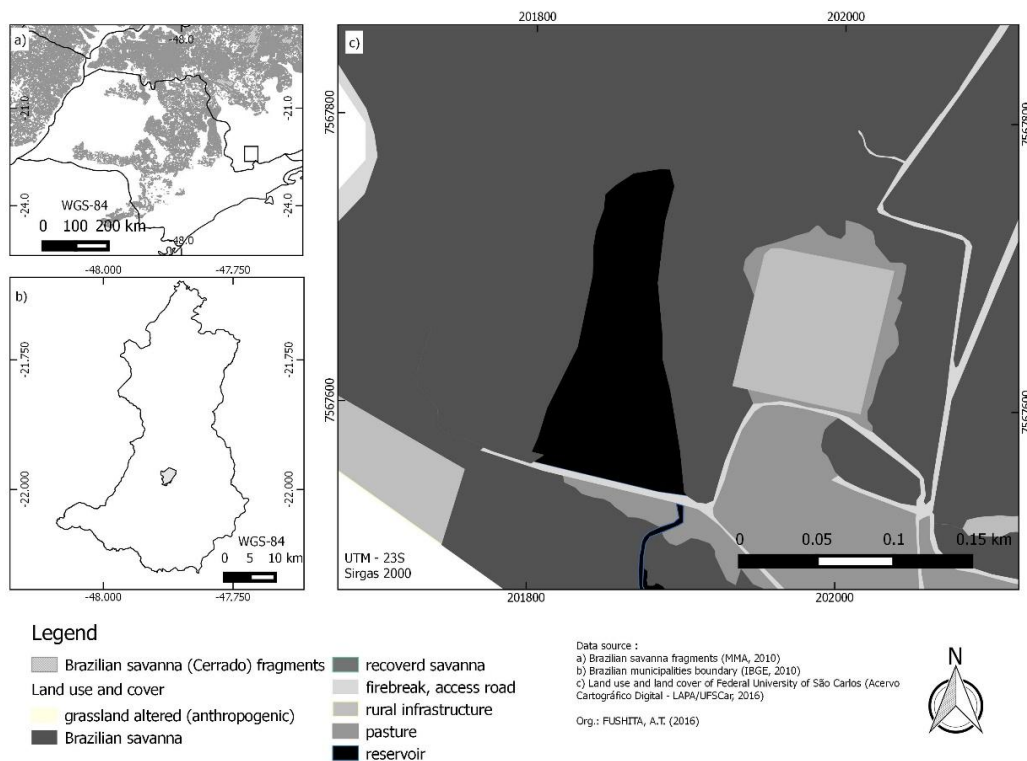 a)
-48.0
-21.0
-21.0
-24.0
-24.0
WGS-84
0 100 200 km
-48.0
-48.000 -47.750
b)
-21.750
-21.750
-22.000
-22.000
WGS-84
0 5 10 km
-48.000 -47.750
201800 202000
c)
7567800
7567800
7567600
7567600
0 0.05 0.1 0.15 km
UTM - 23S
Sirgas 2000
201800 202000
Legend
Brazilian savanna (Cerrado) fragments
Land use and cover
grassland altered (anthropogenic)
Brazilian savanna
recoverd savanna
firebreak, access road
rural infrastructure
pasture
reservoir
Data source :
a) Brazilian savanna fragments (MMA, 2010)
b) Brazilian municipalities boundary (IBGE, 2010)
c) Land use and land cover of Federal University of São Carlos (Acervo
Cartográfico Digital - LAPA/UFSCar, 2016)
Org.: FUSHITA, A.T. (2016)
N